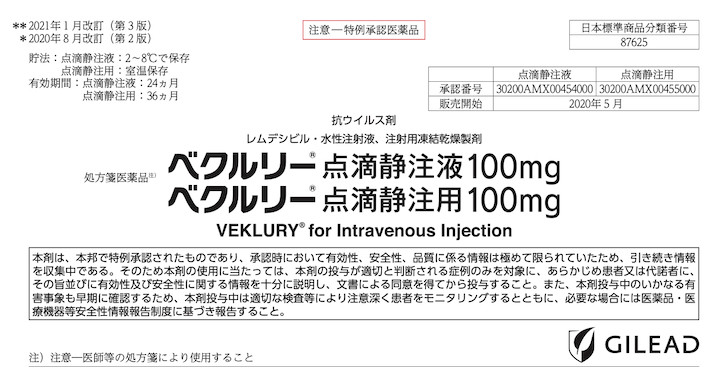 **2021年1月改訂（第3版）
*2020年8月改訂（第2版）
貯法：点滴静注液：2~8℃で保存
点滴静注用：室温保存
有効期間：点滴静注液：24ヵ月
点滴静注用：36ヵ月
注意－特例承認医薬品
日本標準商品分類番号
87625
点滴静注液 点滴静注用
承認番号 30200AMX00454000 30200AMX00455000
販売開始 2020年5月
抗ウイルス剤
レムデシビル・水性注射液、注射用凍結乾燥製剤
処方箋医薬品注）
ベクルリー®点滴静注液100mg
ベクルリー®点滴静注用100mg
VEKLURY® for Intravenous Injection
本剤は、本邦で特例承認されたものであり、承認時において有効性、安全性、品質に係る情報は極めて限られていたため、引き続き情報
を収集中である。そのため本剤の使用に当たっては、本剤の投与が適切と判断される症例のみを対象に、あらかじめ患者又は代諾者に、
その旨並びに有効性及び安全性に関する情報を十分に説明し、文書による同意を得てから投与すること。また、本剤投与中のいかなる有
害事象も早期に確認するため、本剤投与中は適切な検査等により注意深く患者をモニタリングするとともに、必要な場合には医薬品・医
療機器等安全性情報報告制度に基づき報告すること。
注）注意－医師等の処方箋により使用すること
GILEAD